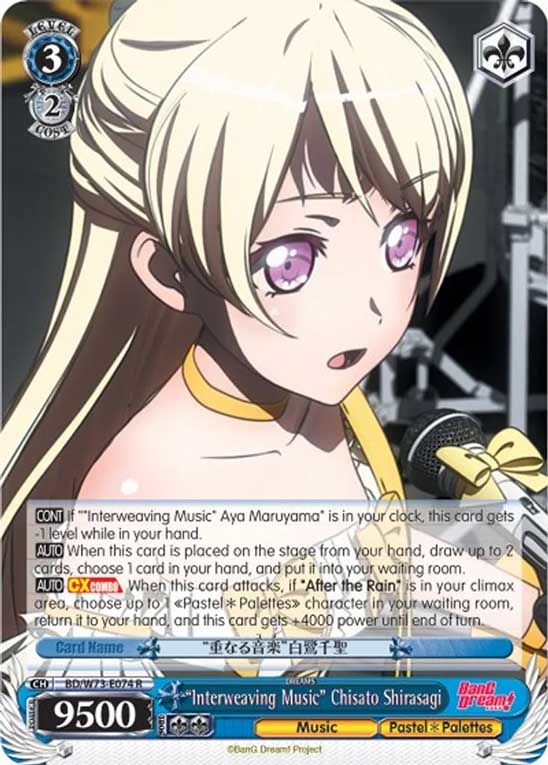 LEVEL
3
2
COST
CONT If ""Interweaving Music" Aya Maruyama" is in your clock, this card gets
-1 level while in your hand.
AUTO When this card is placed on the stage from your hand, draw up to 2
cards, choose 1 card in your hand, and put it into your waiting room.
AUTO CXCOMBO When this card attacks, if "After the Rain" is in your climax
area, choose up to 1 «Pastel＊Palettes» character in your waiting room,
return it to your hand, and this card gets +4000 power until end of turn.
Card Name
"重なる音楽"白鷺千聖
CH BD/W73-E074 R
DREAMS
"Interweaving Music" Chisato Shirasagi
BanG Dream!
POWER
9500
SOUL
Music
Pastel＊Palettes
©BanG Dream! Project